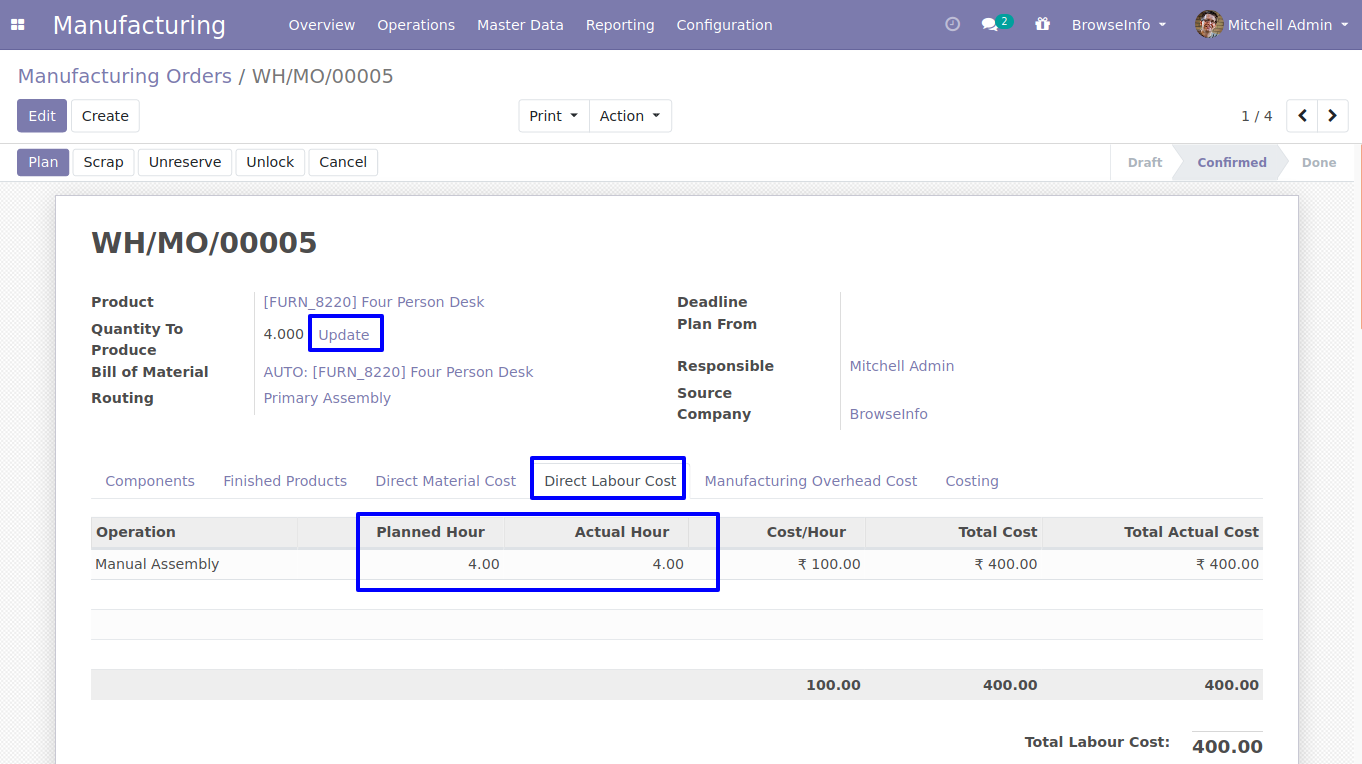 Manufacturing Overview Operations Master Data Reporting Configuration 2 BrowseInfo Mitchell Admin
Manufacturing Orders / WH/MO/00005
Edit Create Print Action 1 / 4
Plan Scrap Unreserve Unlock Cancel Draft Confirmed Done
WH/MO/00005
Product [FURN_8220] Four Person Desk
Quantity To
Produce 4.000 Update
Bill of Material AUTO: [FURN_8220] Four Person Desk
Routing Primary Assembly
Deadline
Plan From
Responsible Mitchell Admin
Source
Company BrowseInfo
Components Finished Products Direct Material Cost Direct Labour Cost Manufacturing Overhead Cost Costing
Operation Planned Hour Actual Hour Cost/Hour Total Cost Total Actual Cost
Manual Assembly 4.00 4.00 ₹ 100.00 ₹ 400.00 ₹ 400.00
100.00 400.00 400.00
Total Labour Cost: 400.00